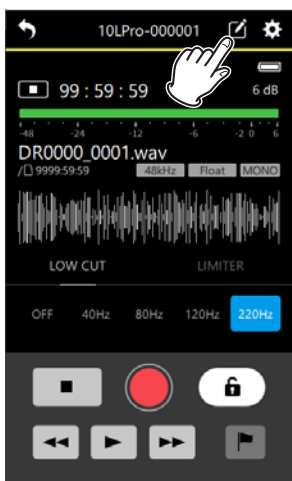 10LPro-000001
99 : 59 : 59
6 dB
-48 -24 -12 -6 -2 0 6
DR0000_0001.wav
/ 9999:59:59 48kHz Float MONO
LOW CUT LIMITER
OFF 40Hz 80Hz 120Hz 220Hz